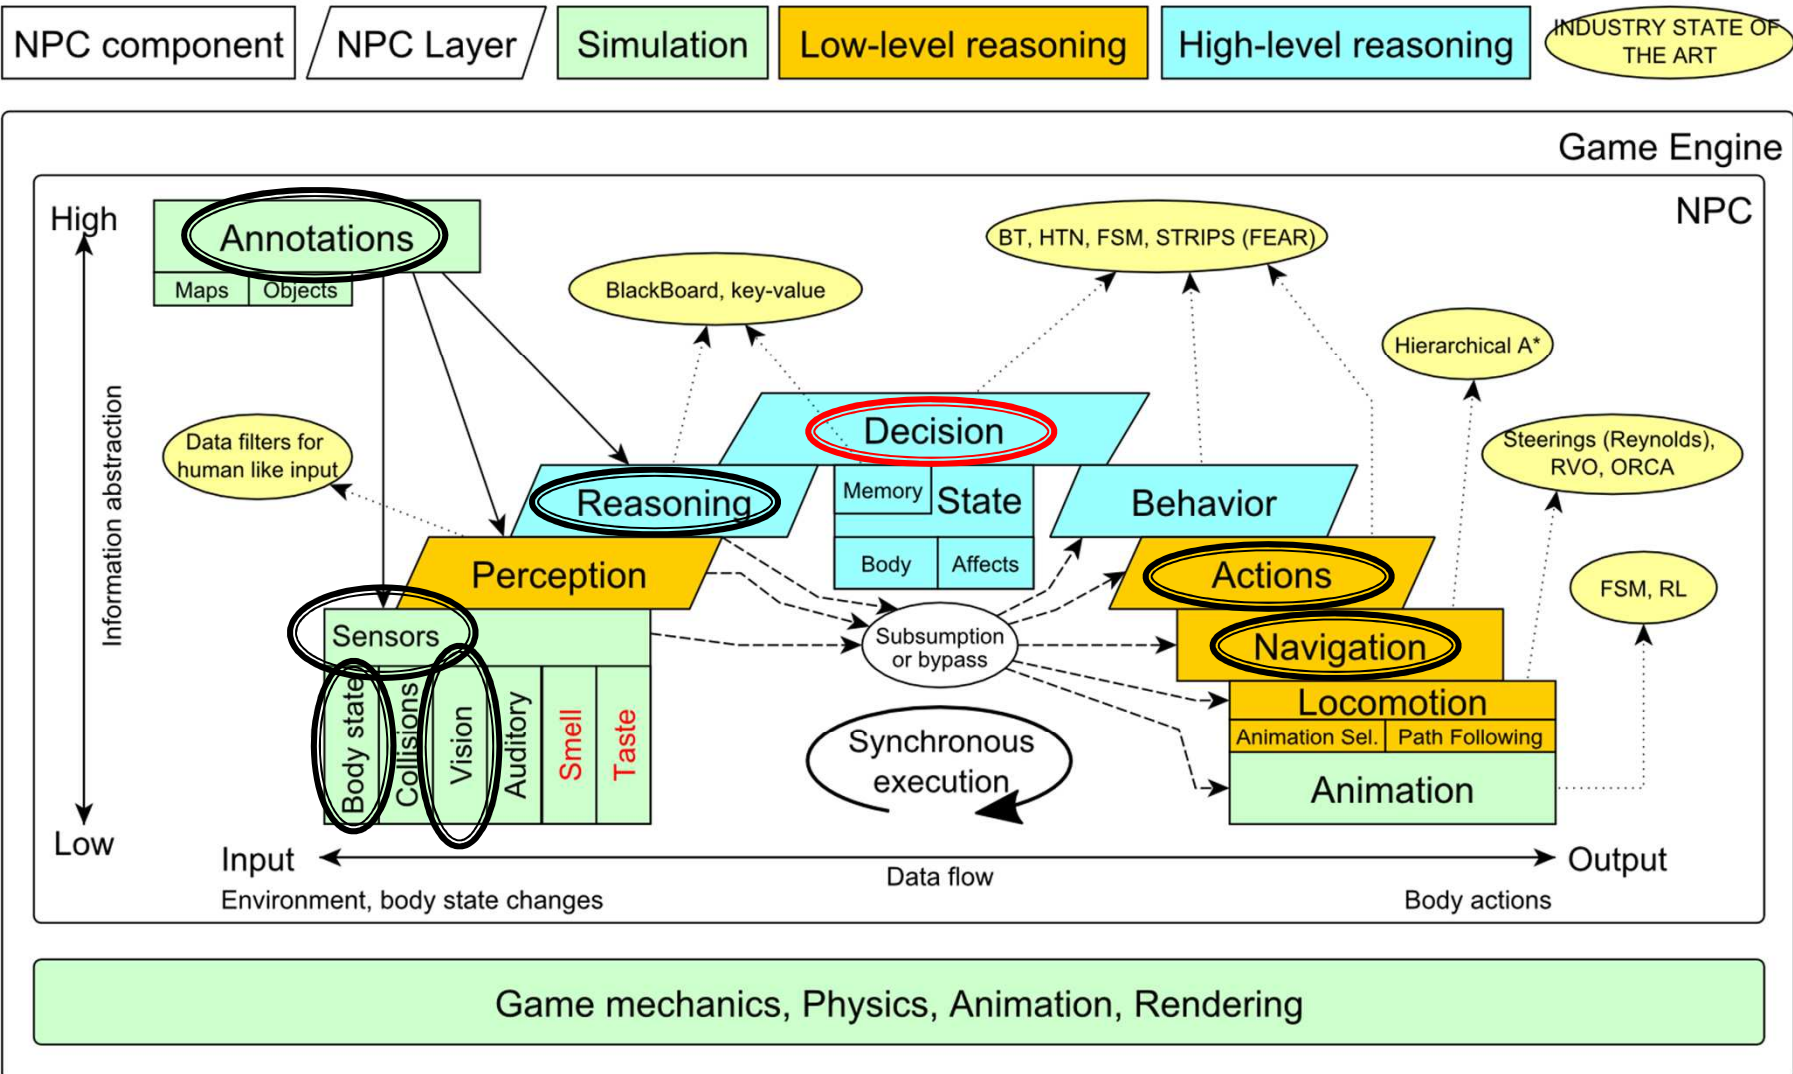 NPC component
NPC Layer
Simulation
Low-level reasoning
High-level reasoning
INDUSTRY STATE OF
THE ART
Game Engine
NPC
High
Annotations
Maps
Objects
BlackBoard, key-value
BT, HTN, FSM, STRIPS (FEAR)
Hierarchical A*
Information abstraction
Data filters for
human like input
Decision
Steerings (Reynolds),
RVO, ORCA
Reasoning
Memory
State
Behavior
Perception
Body
Affects
Actions
FSM, RL
Sensors
Subsumption
or bypass
Navigation
Body state
Collisions
Vision
Auditory
Smell
Taste
Locomotion
Animation Sel.
Path Following
Synchronous
execution
Animation
Low
Input
Output
Data flow
Environment, body state changes
Body actions
Game mechanics, Physics, Animation, Rendering